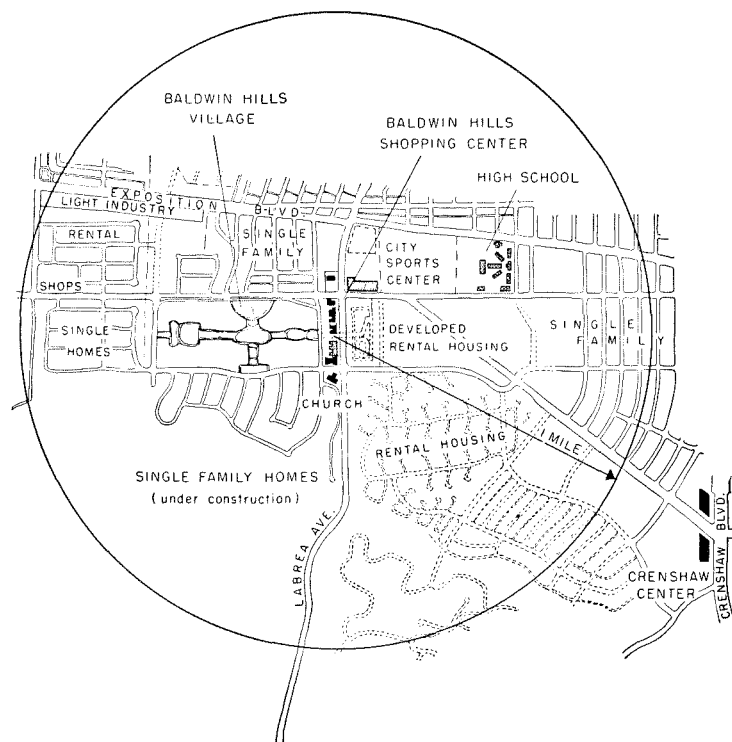 BALDWIN HILLS
VILLAGE
BALDWIN HILLS
SHOPPING CENTER
HIGH SCHOOL
EXPOSITION
BLVD.
LIGHT INDUSTRY
RENTAL
SINGLE
FAMILY
CITY
SPORTS
CENTER
SHOPS
SINGLE
HOMES
DEVELOPED
RENTAL HOUSING
SINGLE
FAMILY
CHURCH
RENTAL HOUSING
1 MILE
SINGLE FAMILY HOMES
(under construction)
LABREA AVE.
CRENSHAW
CENTER
CRENSHAW BLVD.